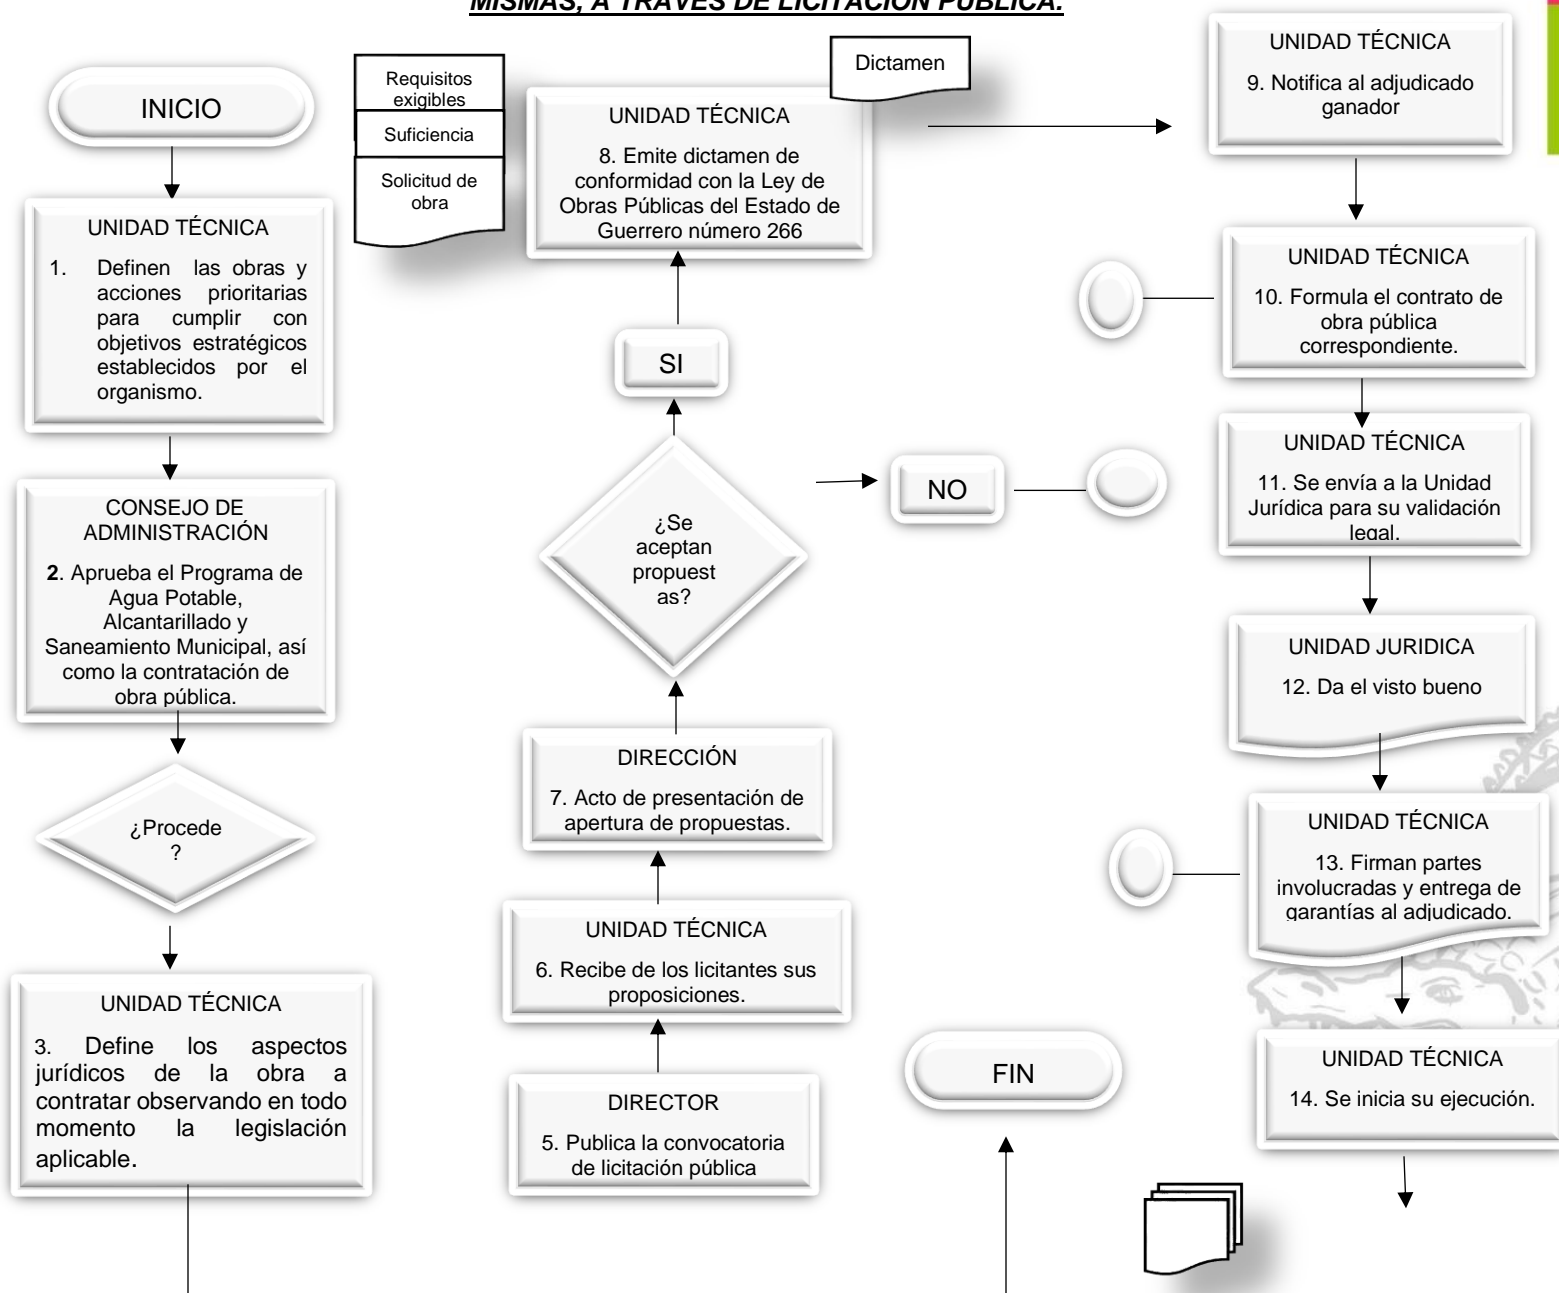 MISMAS, A TRAVÉS DE LICITACIÓN PÚBLICA.
INICIO
UNIDAD TÉCNICA
1. Definen las obras y
acciones prioritarias
para cumplir con
objetivos estratégicos
establecidos por el
organismo.
CONSEJO DE
ADMINISTRACIÓN
2. Aprueba el Programa de
Agua Potable,
Alcantarillado y
Saneamiento Municipal, así
como la contratación de
obra pública.
¿Procede
?
UNIDAD TÉCNICA
3. Define los aspectos
jurídicos de la obra a
contratar observando en todo
momento la legislación
aplicable.
Requisitos
exigibles
Suficiencia
Solicitud de
obra
Dictamen
UNIDAD TÉCNICA
8. Emite dictamen de
conformidad con la Ley de
Obras Públicas del Estado de
Guerrero número 266
SI
¿Se
aceptan
propuest
as?
NO
DIRECCIÓN
7. Acto de presentación de
apertura de propuestas.
UNIDAD TÉCNICA
6. Recibe de los licitantes sus
proposiciones.
DIRECTOR
5. Publica la convocatoria
de licitación pública
UNIDAD TÉCNICA
9. Notifica al adjudicado
ganador
UNIDAD TÉCNICA
10. Formula el contrato de
obra pública
correspondiente.
UNIDAD TÉCNICA
11. Se envía a la Unidad
Jurídica para su validación
legal.
UNIDAD JURIDICA
12. Da el visto bueno
UNIDAD TÉCNICA
13. Firman partes
involucradas y entrega de
garantías al adjudicado.
UNIDAD TÉCNICA
14. Se inicia su ejecución.
FIN